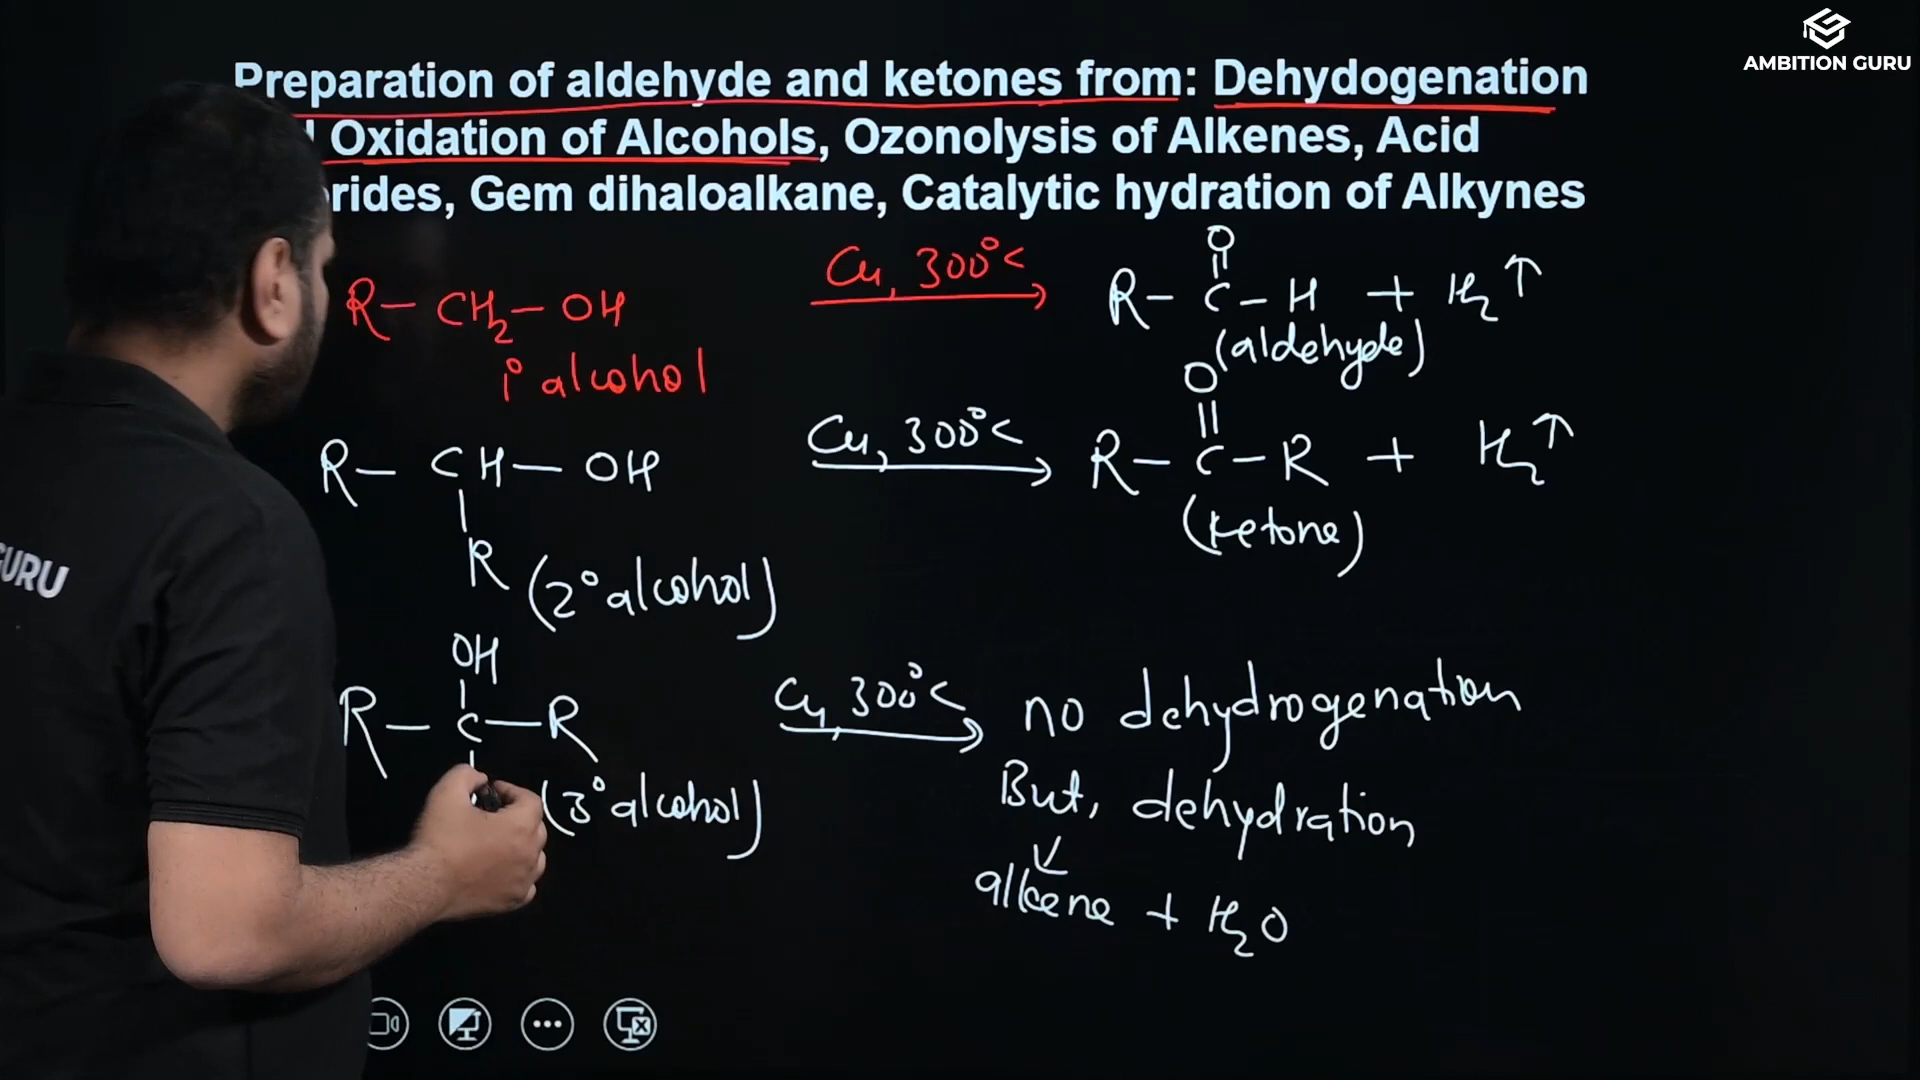 AMBITION GURU
Preparation of aldehyde and ketones from: Dehydogenation
Oxidation of Alcohols, Ozonolysis of Alkenes, Acid
rides, Gem dihaloalkane, Catalytic hydration of Alkynes
R – CH₂ – OH
1° alcohol
Cu, 300°C
O
R – C – H + H₂ ↑
(aldehyde)
R – CH – OH
R (2° alcohol)
Cu, 300°C
O
R – C – R + H₂ ↑
(ketone)
OH
R – C – R
(3° alcohol)
Cu, 300°C
no dehydrogenation
But, dehydration
alkene + H₂O
GURU